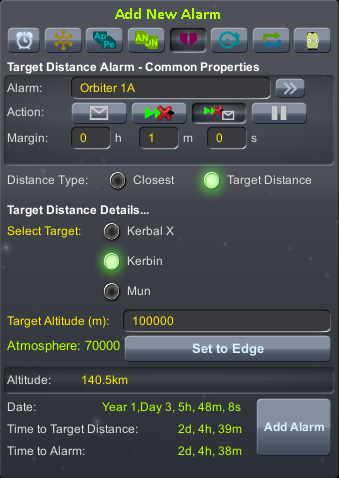 Add New Alarm
Ap Pe
AN DN
Target Distance Alarm - Common Properties
Alarm: Orbiter 1A
Action:
Margin: 0 h 1 m 0 s
Distance Type: Closest Target Distance
Target Distance Details...
Select Target: Kerbal X
Kerbin
Mun
Target Altitude (m): 100000
Atmosphere: 70000 Set to Edge
Altitude: 140.5km
Date: Year 1,Day 3, 5h, 48m, 8s
Time to Target Distance: 2d, 4h, 39m
Add Alarm
Time to Alarm: 2d, 4h, 38m